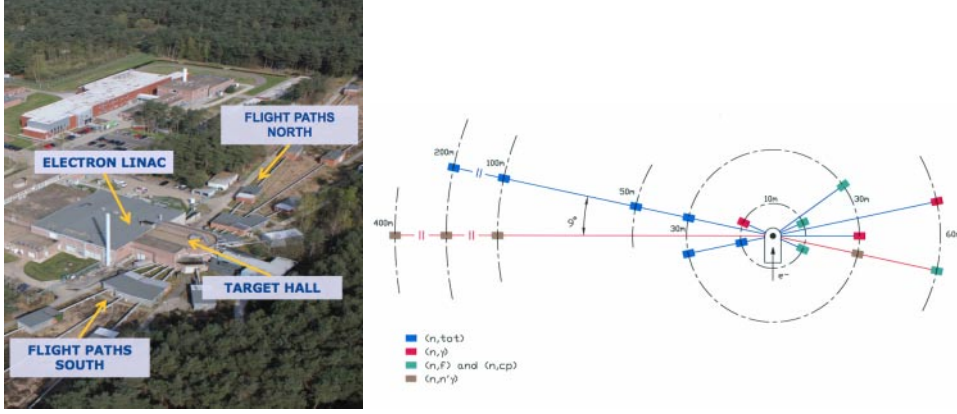 FLIGHT PATHS
NORTH
ELECTRON LINAC
TARGET HALL
FLIGHT PATHS
SOUTH
200m
100m
50m
30m
10m
30m
400m
9°
60m
e⁻
(n,tot)
(n,γ)
(n,f) and (n,cp)
(n,n'γ)